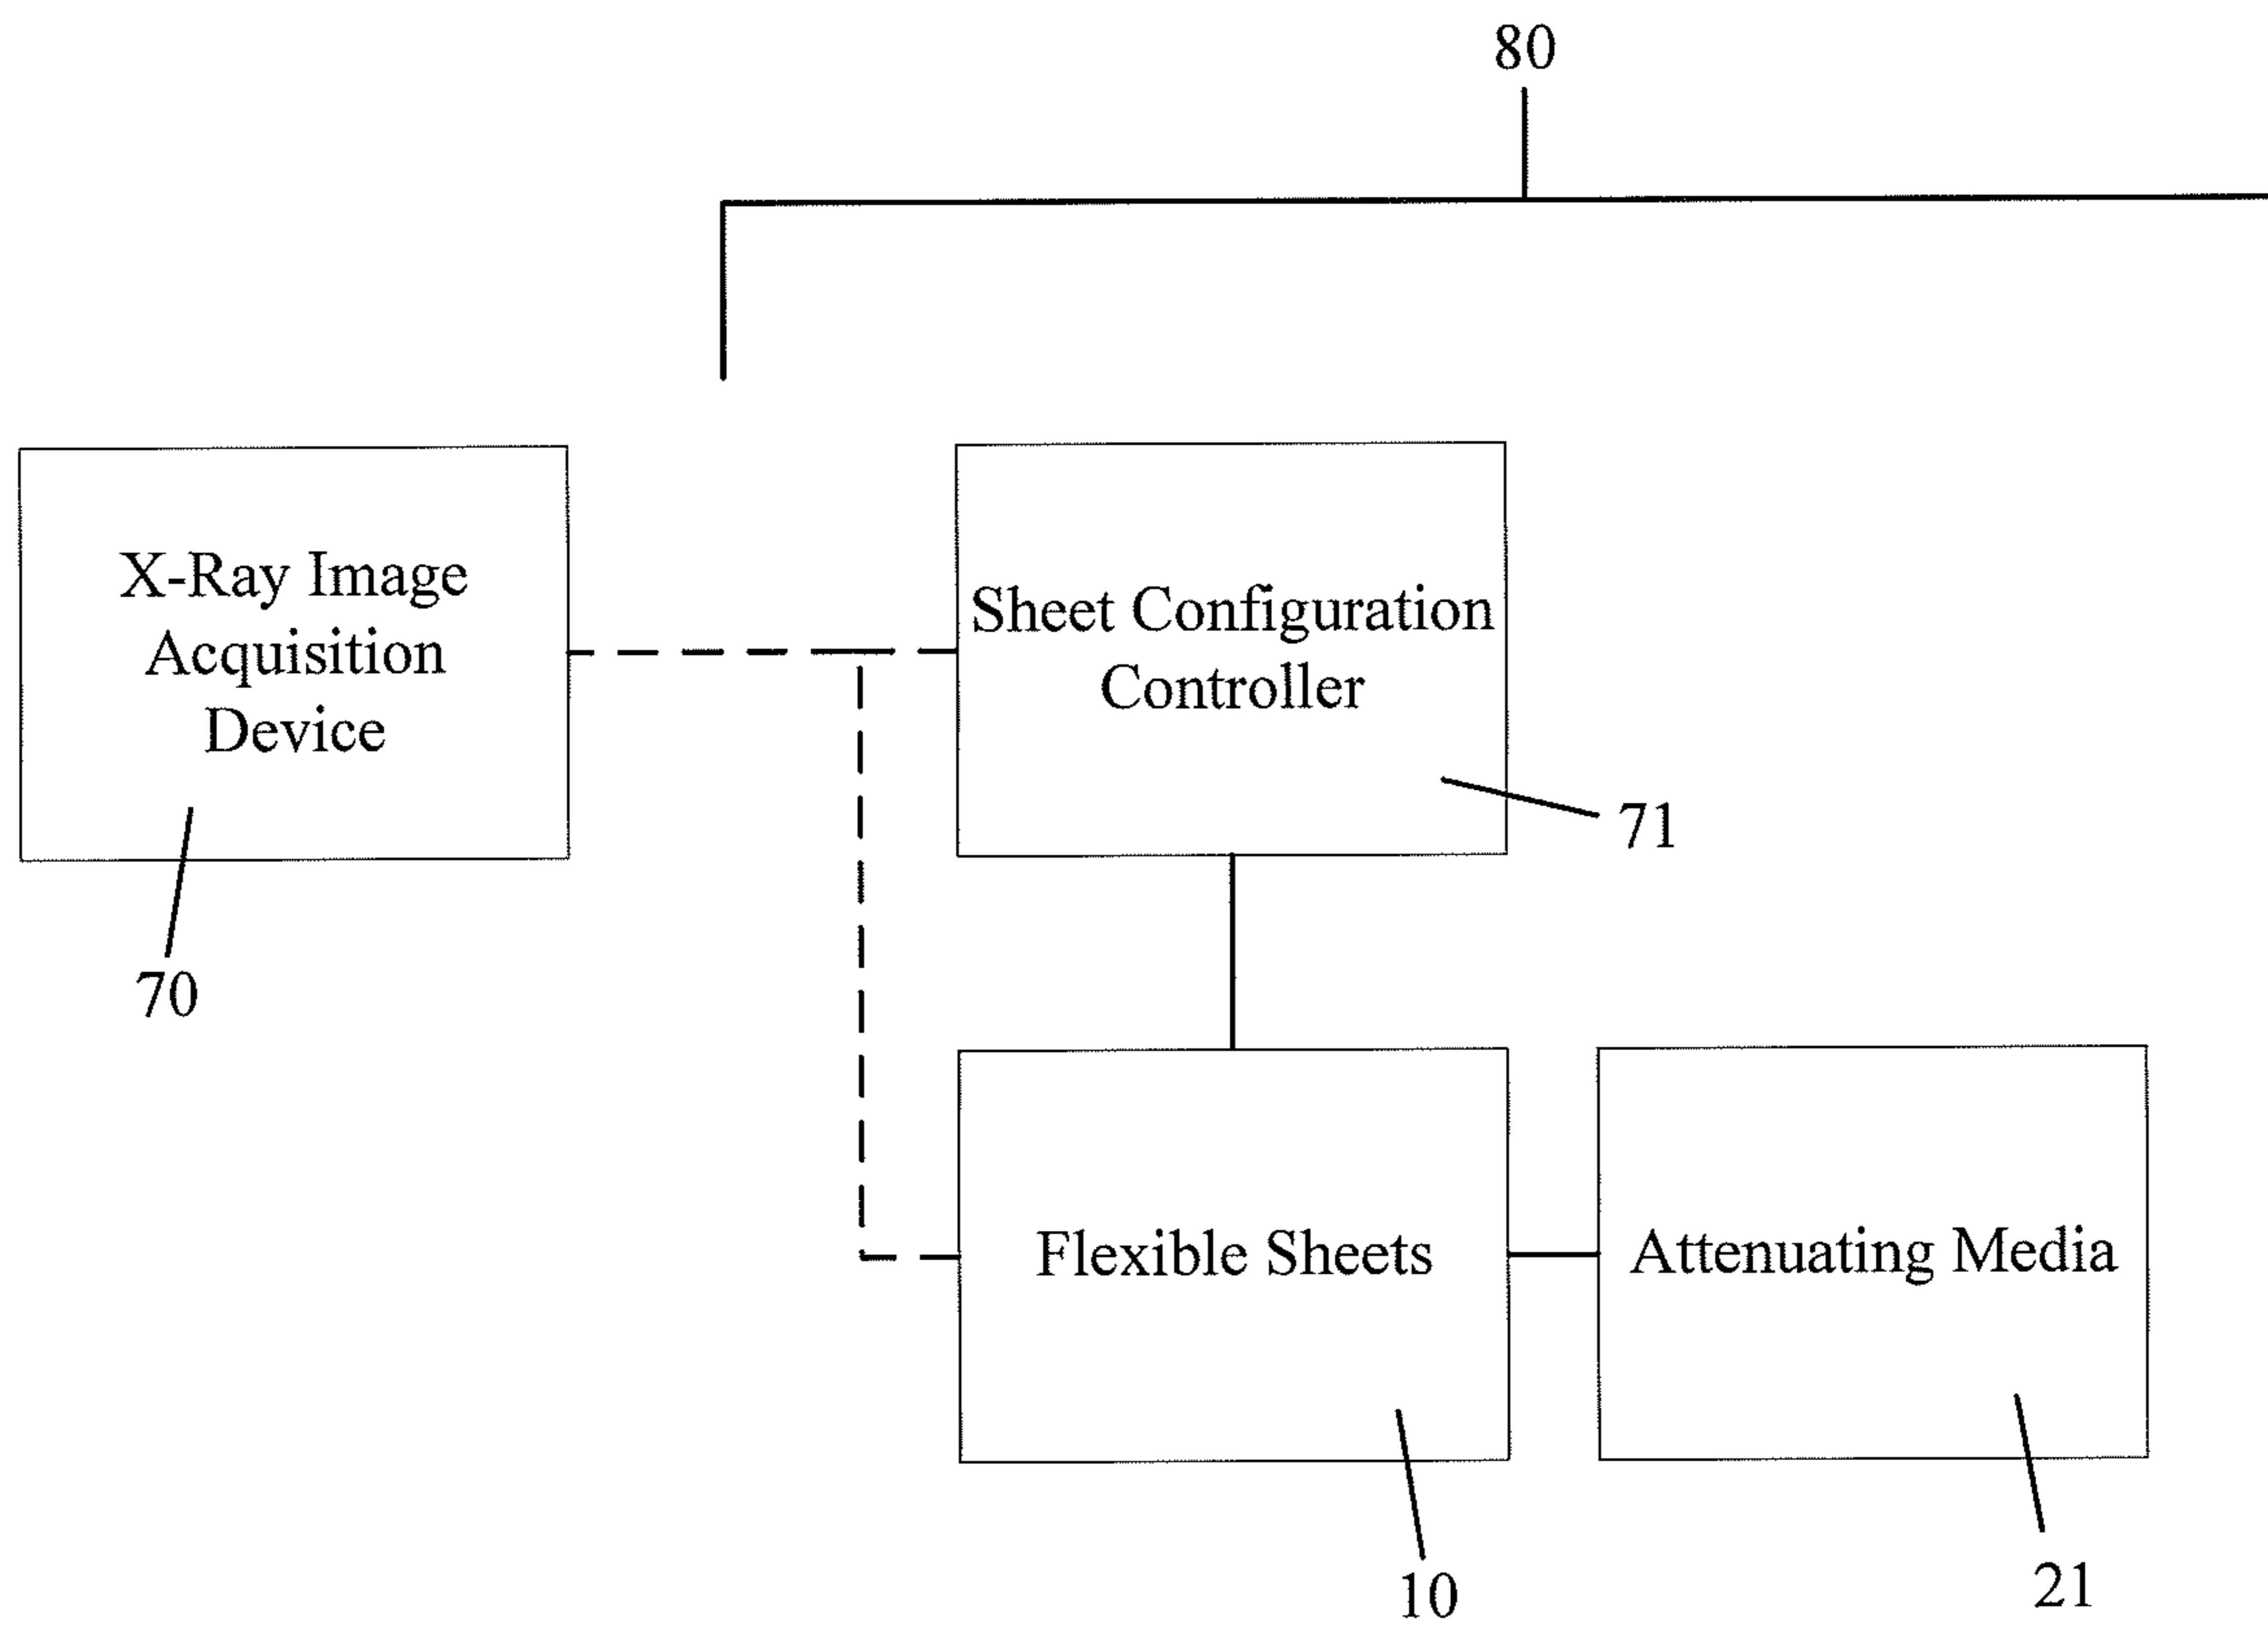 80
X-Ray Image
Acquisition
Device
70
Sheet Configuration
Controller
71
Flexible Sheets
10
Attenuating Media
21